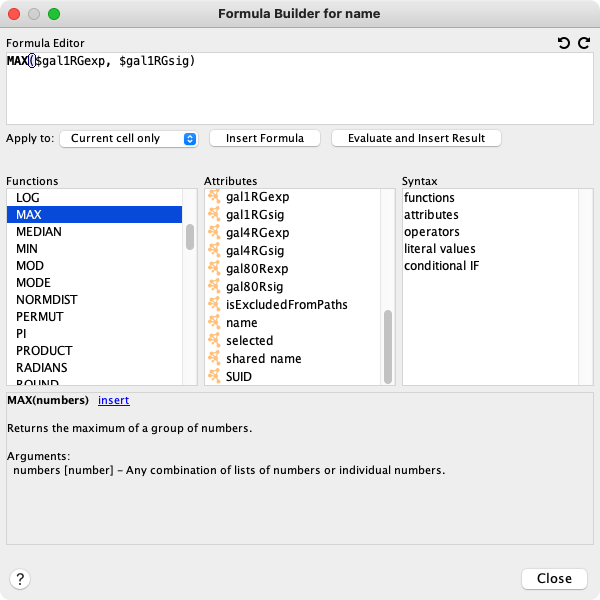 Formula Builder for name
Formula Editor
MAX($gal1RGexp, $gal1RGsig)
Apply to: Current cell only Insert Formula Evaluate and Insert Result
Functions
LOG
MAX
MEDIAN
MIN
MOD
MODE
NORMDIST
PERMUT
PI
PRODUCT
RADIANS
ROUND
Attributes
gal1RGexp
gal1RGsig
gal4RGexp
gal4RGsig
gal80Rexp
gal80Rsig
isExcludedFromPaths
name
selected
shared name
SUID
Syntax
functions
attributes
operators
literal values
conditional IF
MAX(numbers) insert
Returns the maximum of a group of numbers.
Arguments:
numbers [number] – Any combination of lists of numbers or individual numbers.
? Close